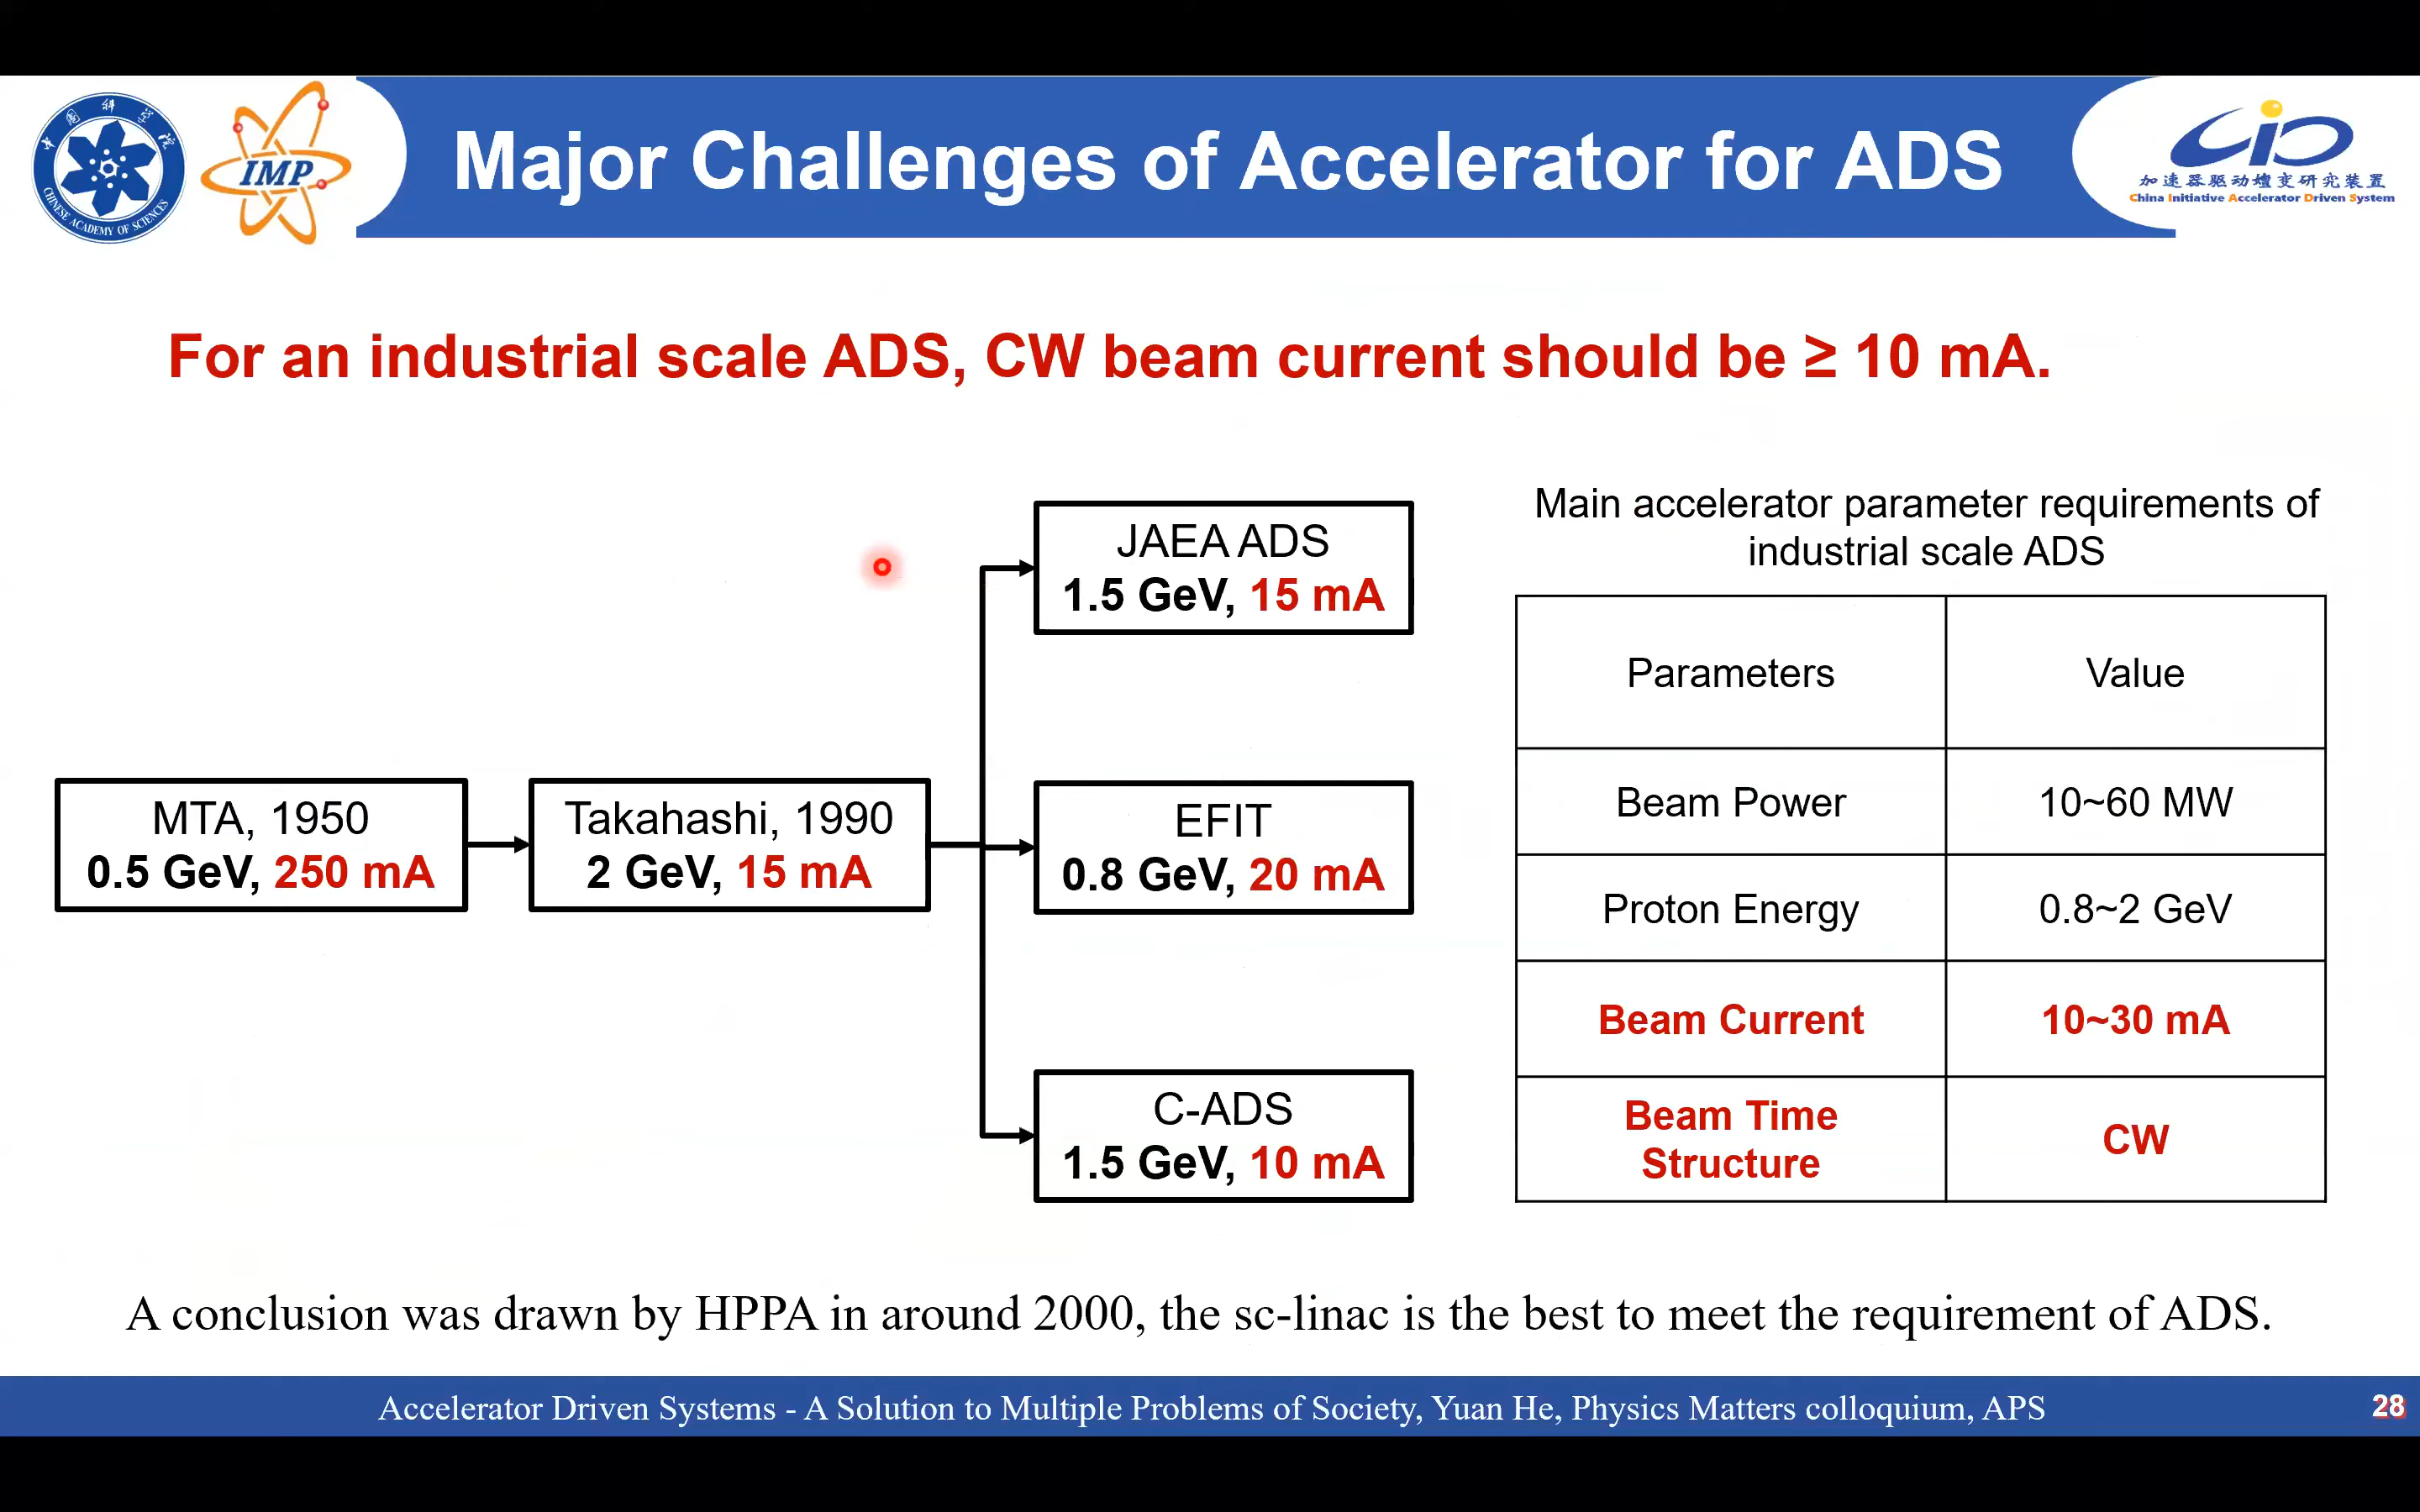 中国科学院
CHINESE ACADEMY OF SCIENCES
IMP
Major Challenges of Accelerator for ADS
加速器驱动嬗变研究装置
China Initiative Accelerator Driven System
For an industrial scale ADS, CW beam current should be ≥ 10 mA.
MTA, 1950
0.5 GeV, 250 mA
Takahashi, 1990
2 GeV, 15 mA
JAEA ADS
1.5 GeV, 15 mA
EFIT
0.8 GeV, 20 mA
C-ADS
1.5 GeV, 10 mA
Main accelerator parameter requirements of
industrial scale ADS
Parameters Value
Beam Power 10~60 MW
Proton Energy 0.8~2 GeV
Beam Current 10~30 mA
Beam Time
Structure CW
A conclusion was drawn by HPPA in around 2000, the sc-linac is the best to meet the requirement of ADS.
Accelerator Driven Systems - A Solution to Multiple Problems of Society, Yuan He, Physics Matters colloquium, APS
28